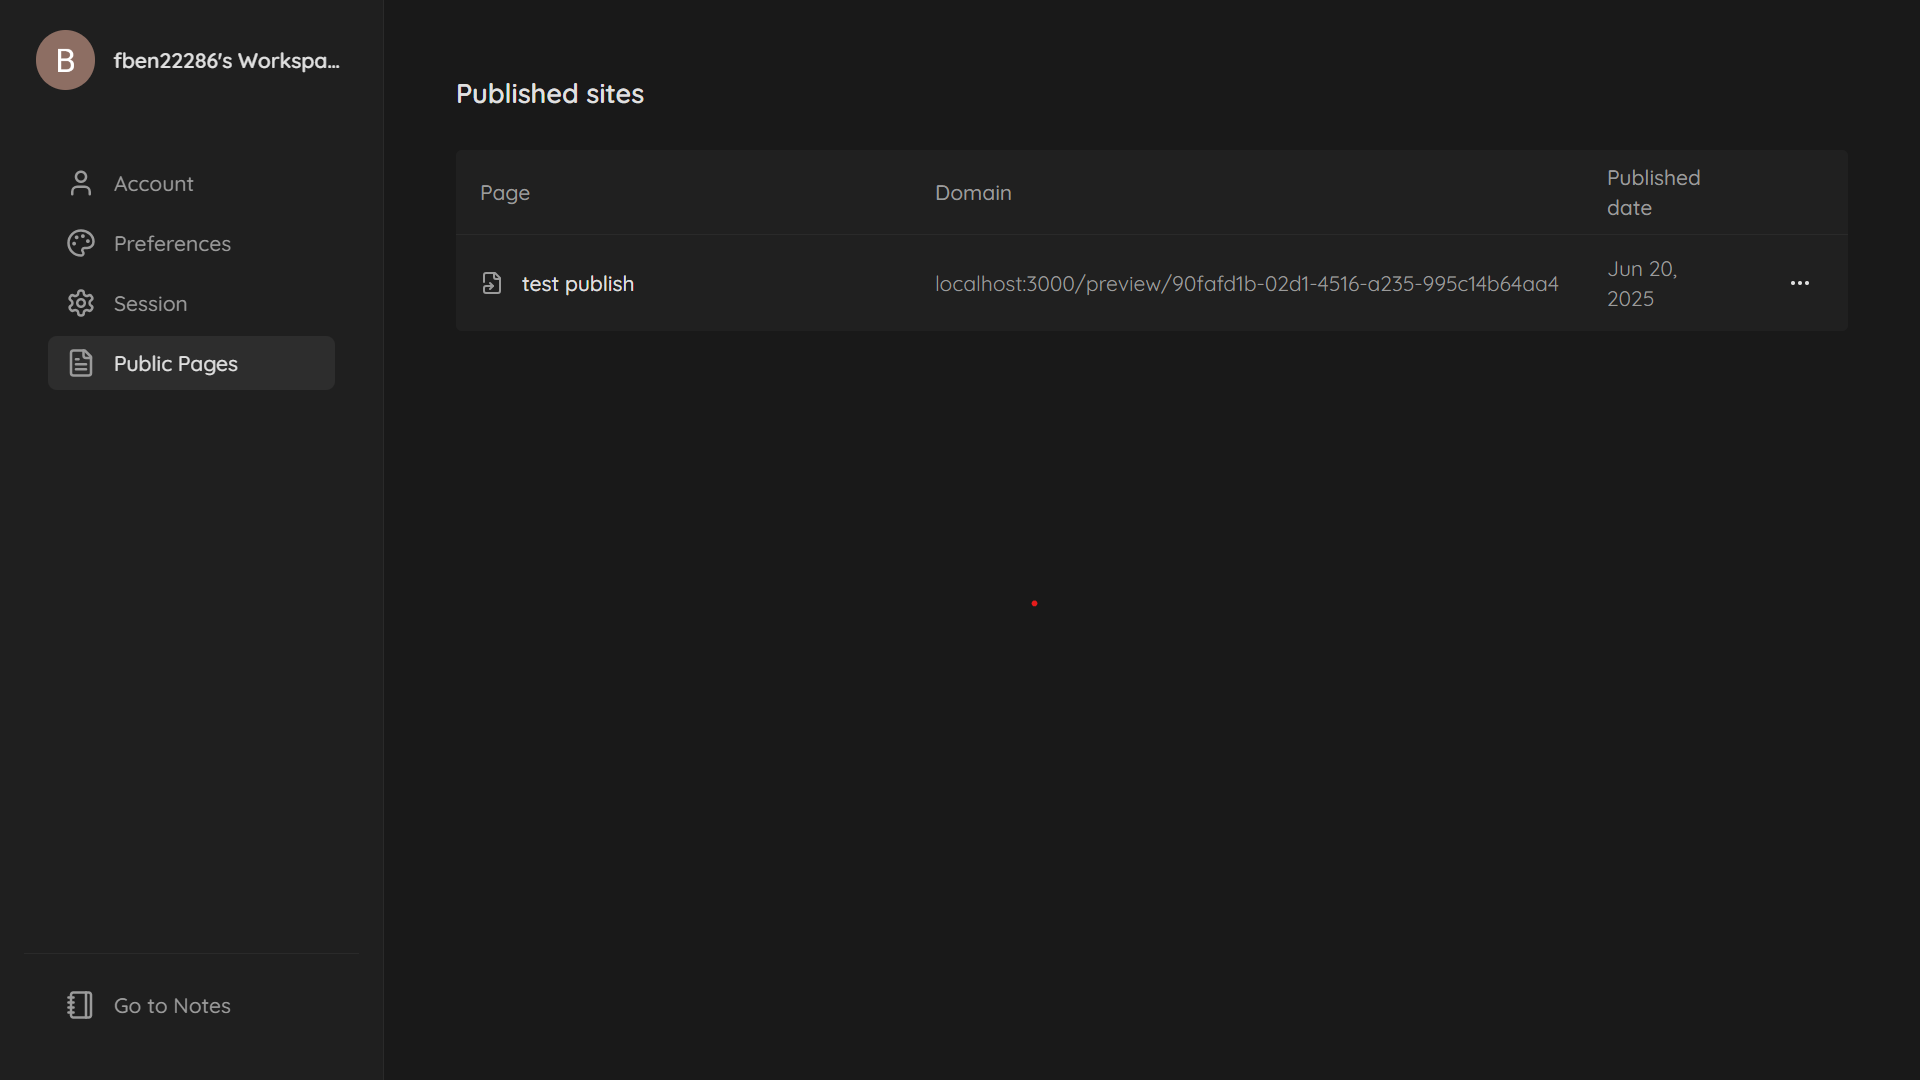 B
fben22286's Workspa...
Account
Preferences
Session
Public Pages
Go to Notes
Published sites
Page
Domain
Published
date
test publish
localhost:3000/preview/90fafd1b-02d1-4516-a235-995c14b64aa4
Jun 20,
2025